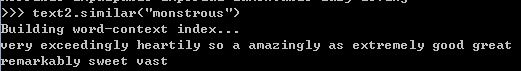 >>> text2.similar("monstrous")
Building word-context index...
very exceedingly heartily so a amazingly as extremely good great
remarkably sweet vast